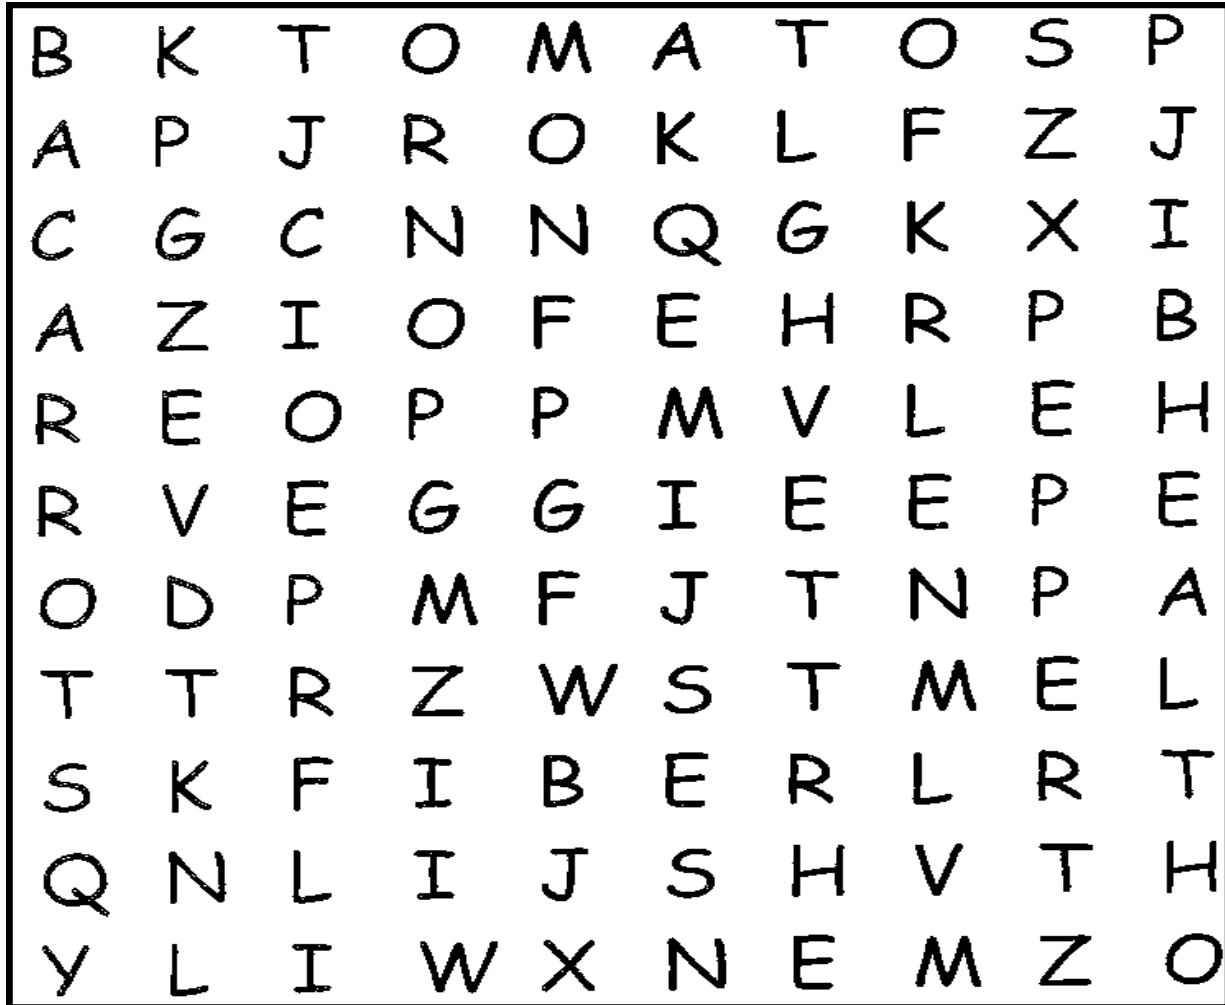 B K T O M A T O S P
A P J R O K L F Z J
C G C N N Q G K X I
A Z I O F E H R P B
R E O P P M V L E H
R V E G G I E E P E
O D P M F J T N P A
T T R Z W S T M E L
S K F I B E R L R T
Q N L I J S H V T H
Y L I W X N E M Z O